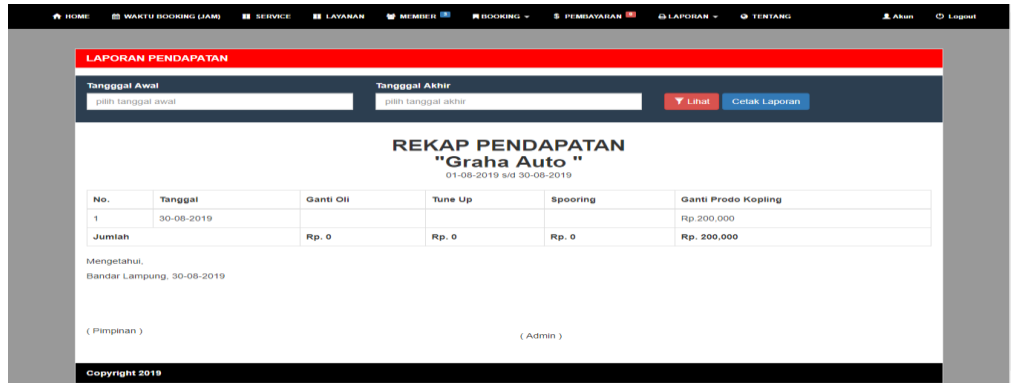 HOME WAKTU BOOKING (JAM) SERVICE LAYANAN MEMBER BOOKING PEMBAYARAN LAPORAN TENTANG Akun Logout
LAPORAN PENDAPATAN
Tangggal Awal Tangggal Akhir
pilih tanggal awal pilih tanggal akhir Lihat Cetak Laporan
REKAP PENDAPATAN
"Graha Auto "
01-08-2019 s/d 30-08-2019
No. Tanggal Ganti Oli Tune Up Spooring Ganti Prodo Kopling
1 30-08-2019 Rp.200,000
Jumlah Rp. 0 Rp. 0 Rp. 0 Rp. 200,000
Mengetahui,
Bandar Lampung, 30-08-2019
( Pimpinan ) ( Admin )
Copyright 2019